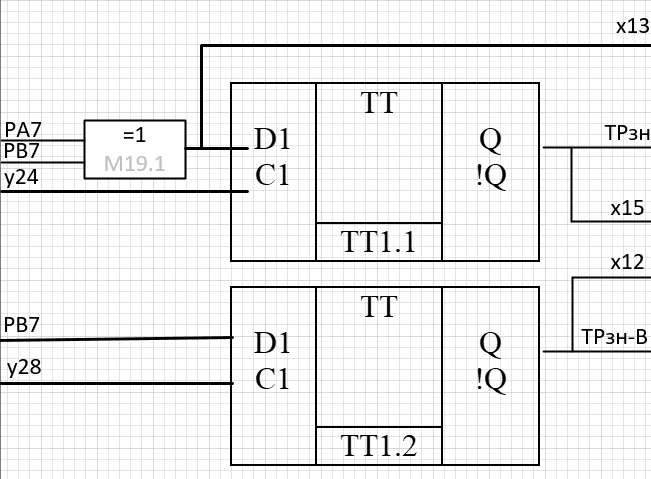 x13
PA7
PB7
y24
=1
M19.1
D1
C1
TT
Q
!Q
TT1.1
ТРзн
x15
x12
PB7
y28
D1
C1
TT
Q
!Q
TT1.2
ТРзн-В